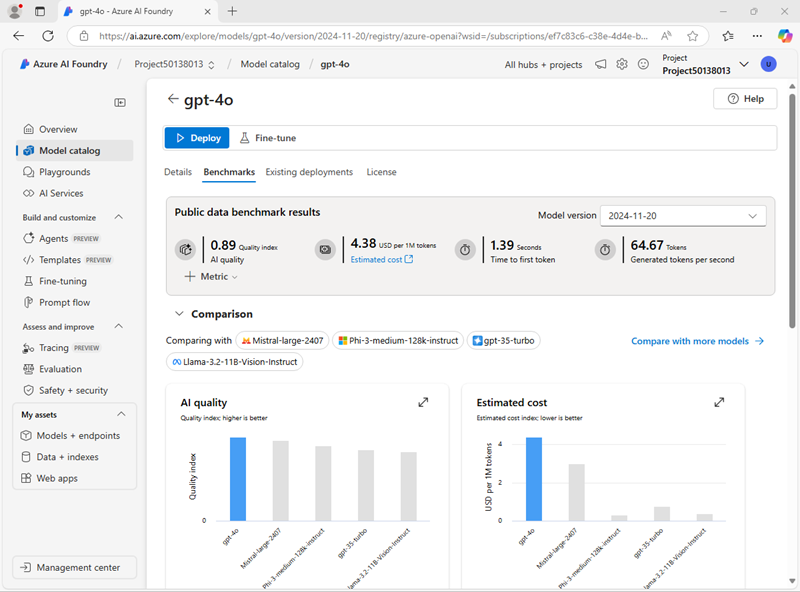 gpt-4o - Azure AI Foundry
https://ai.azure.com/explore/models/gpt-4o/version/2024-11-20/registry/azure-openai?wsid=/subscriptions/ef7c83c6-c38e-4d4e-b...
Azure AI Foundry / Project50138013 / Model catalog / gpt-4o
All hubs + projects
Project
Project50138013
U
gpt-4o
Help
Deploy
Fine-tune
Details Benchmarks Existing deployments License
Overview
Model catalog
Playgrounds
AI Services
Build and customize
Agents PREVIEW
Templates PREVIEW
Fine-tuning
Prompt flow
Assess and improve
Tracing PREVIEW
Evaluation
Safety + security
My assets
Models + endpoints
Data + indexes
Web apps
Management center
Public data benchmark results
Model version 2024-11-20
0.89 Quality index
AI quality
4.38 USD per 1M tokens
Estimated cost
1.39 Seconds
Time to first token
64.67 Tokens
Generated tokens per second
Metric
Comparison
Comparing with Mistral-large-2407 Phi-3-medium-128k-instruct gpt-35-turbo
Llama-3.2-11B-Vision-Instruct
Compare with more models
AI quality
Quality index: higher is better
Quality index
0
gpt-4o
Mistral-large-2407
Phi-3-medium-128k-instruct
gpt-35-turbo
Llama-3.2-11B-Vision-Instruct
Estimated cost
Estimated cost index: lower is better
USD per 1M tokens
4
2
0
gpt-4o
Mistral-large-2407
Phi-3-medium-128k-instruct
gpt-35-turbo
Llama-3.2-11B-Vision-Instruct